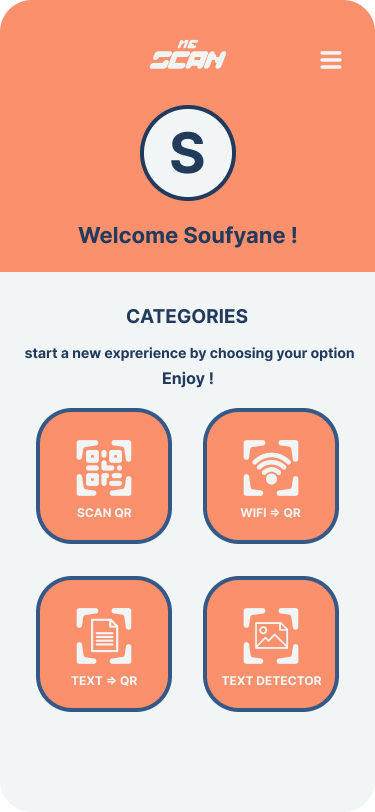 ME
SCAN
S
Welcome Soufyane !
CATEGORIES
start a new exprerience by choosing your option
Enjoy !
SCAN QR
WIFI ⇒ QR
TEXT ⇒ QR
TEXT DETECTOR